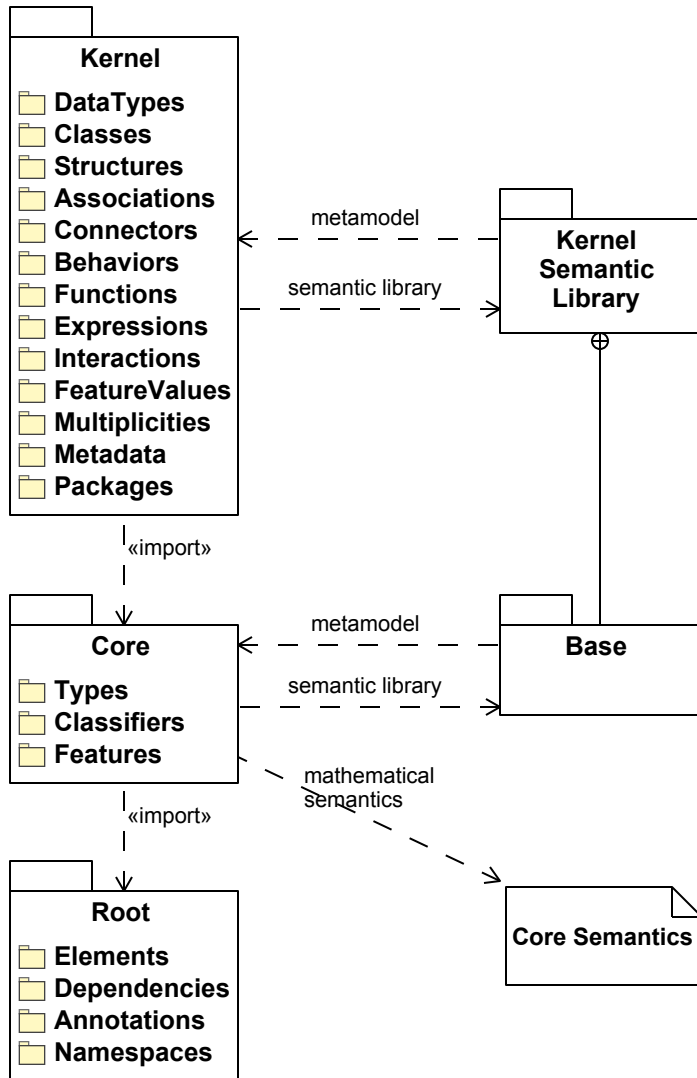 Kernel
DataTypes
Classes
Structures
Associations
Connectors
Behaviors
Functions
Expressions
Interactions
FeatureValues
Multiplicities
Metadata
Packages
metamodel
semantic library
Kernel
Semantic
Library
«import»
Core
Types
Classifiers
Features
metamodel
semantic library
Base
mathematical
semantics
«import»
Root
Elements
Dependencies
Annotations
Namespaces
Core Semantics